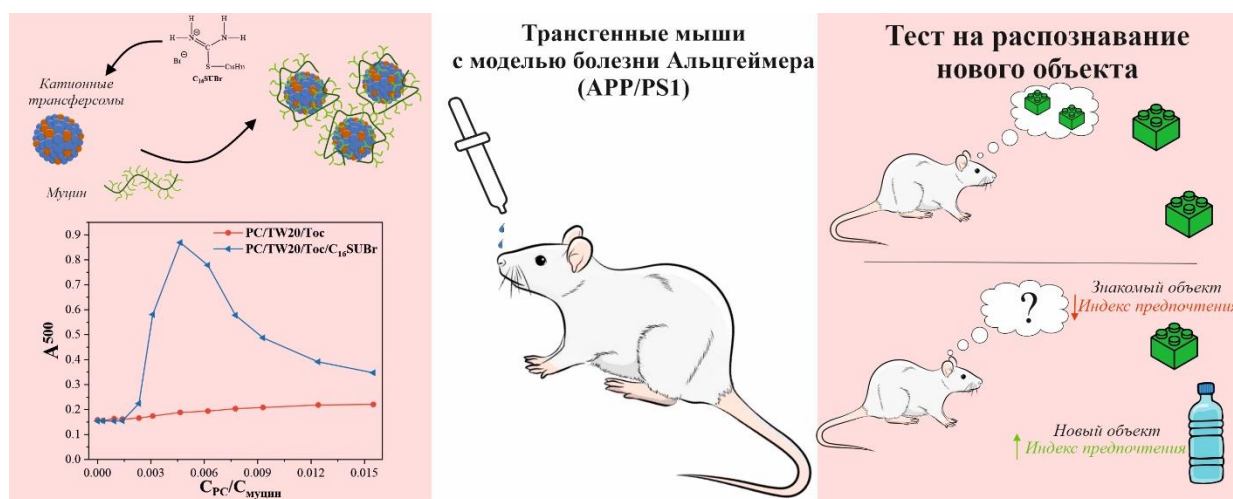 H
H
N
N
H
H
C
Br
S
C₁₆SUBr
Катионные
трансферсомы
Муцин
0.9
0.8
0.7
0.6
0.5
0.4
0.3
0.2
0.1
0.0
A⁵⁰⁰
PC/TW20/Toc
PC/TW20/Toc/C₁₆SUBr
0.000 0.003 0.006 0.009 0.012 0.015
C_PC/C_муцин
Трансгенные мыши
с моделью болезни Альцгеймера
(APP/PS1)
Тест на распознавание
нового объекта
?
Знакомый объект
Индекс предпочтения
Новый объект
Индекс предпочтения